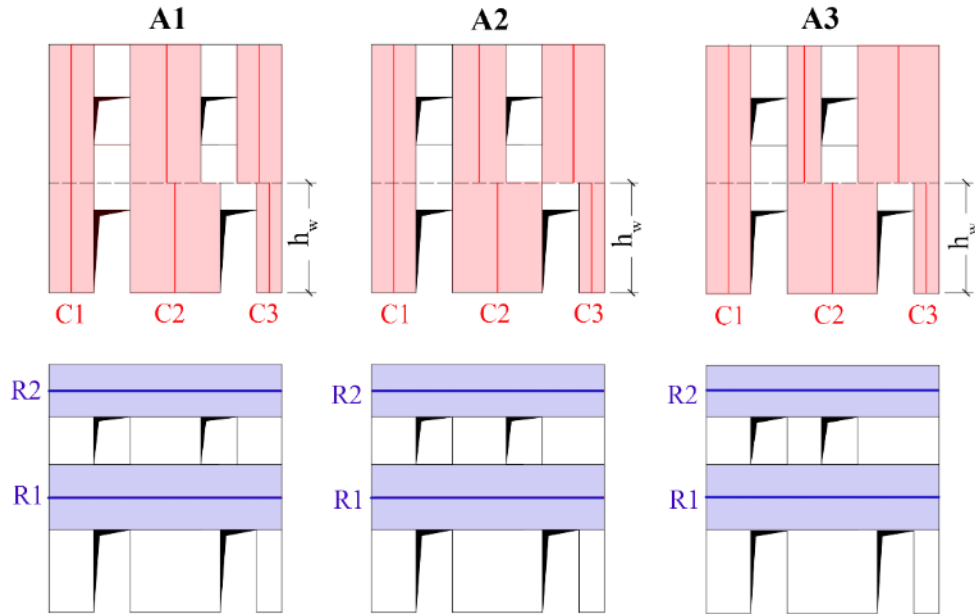 A1 A2 A3
h_w h_w h_w
C1 C2 C3 C1 C2 C3 C1 C2 C3
R2 R2 R2
R1 R1 R1